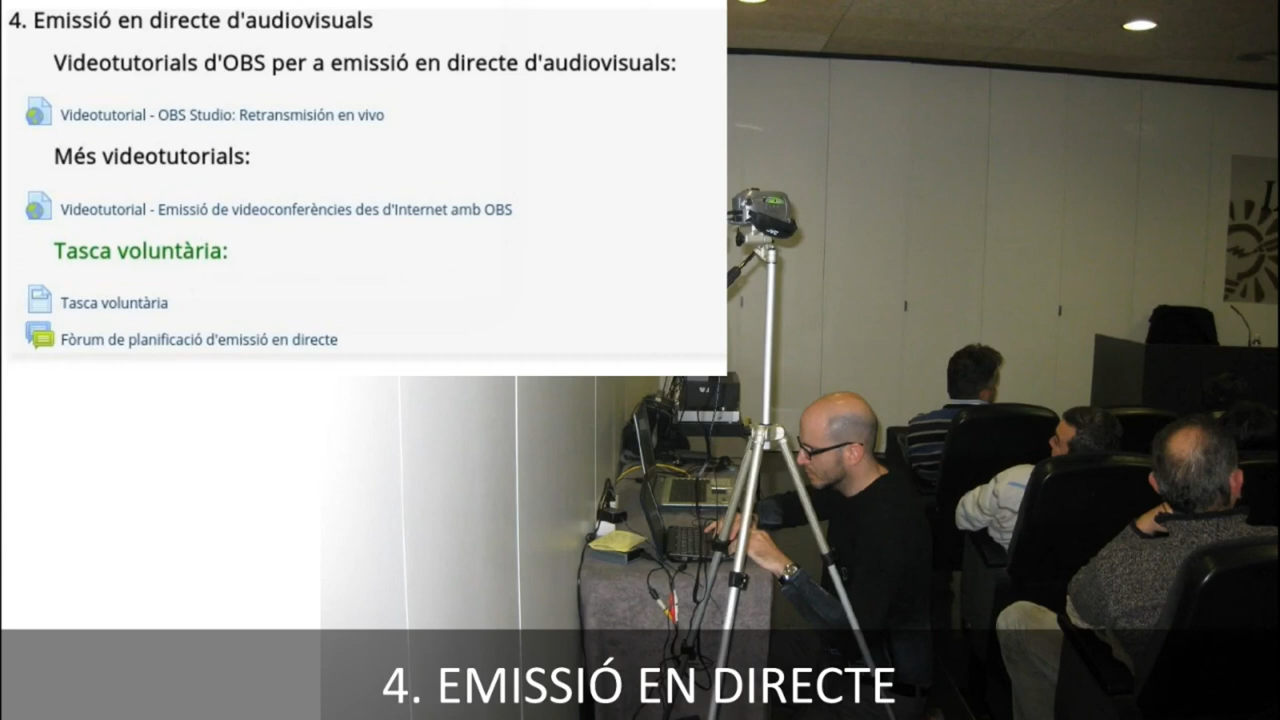 4. Emissió en directe d'audiovisuals
Videotutorials d'OBS per a emissió en directe d'audiovisuals:
Videotutorial - OBS Studio: Retransmisión en vivo
Més videotutorials:
Videotutorial - Emissió de videoconferències des d'Internet amb OBS
Tasca voluntària:
Tasca voluntària
Fòrum de planificació d'emissió en directe
4. EMISSIÓ EN DIRECTE